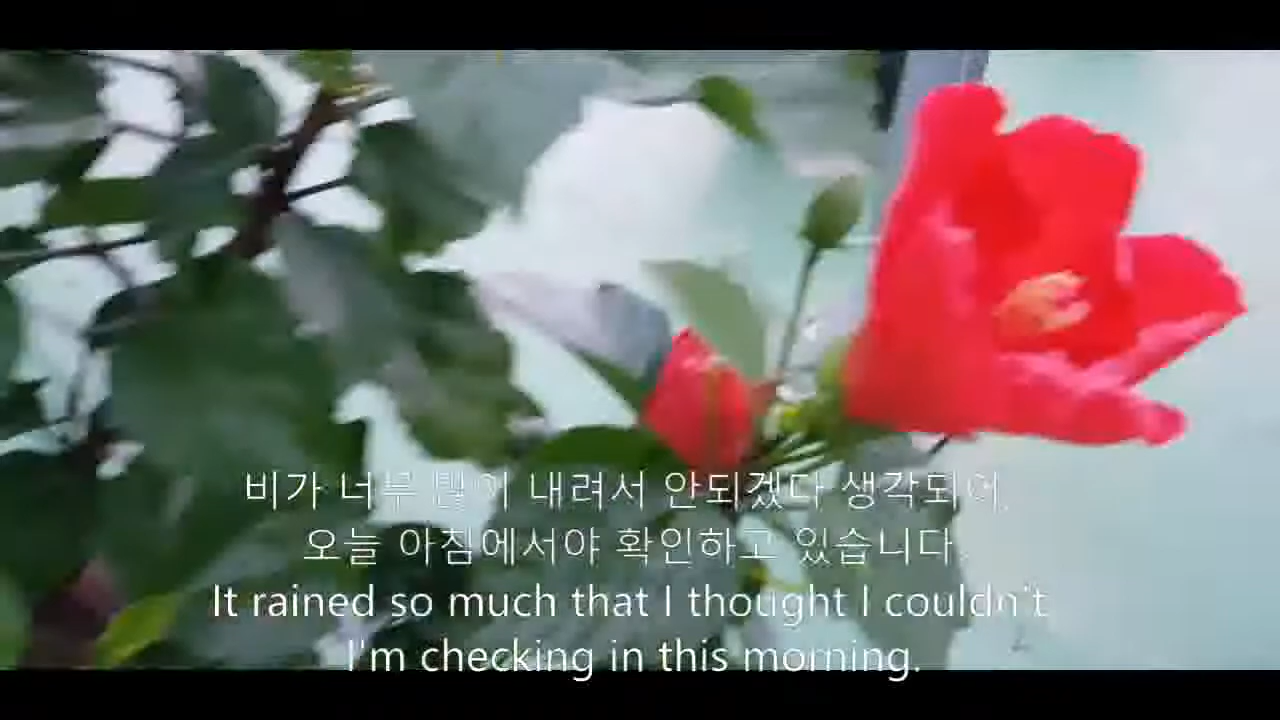 비가 너무 많이 내려서 안되겠다 생각되어,
오늘 아침에서야 확인하고 있습니다.
It rained so much that I thought I couldn't
I'm checking in this morning.